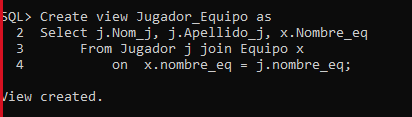 SQL> Create view Jugador_Equipo as
2 Select j.Nom_j, j.Apellido_j, x.Nombre_eq
3 From Jugador j join Equipo x
4 on x.nombre_eq = j.nombre_eq;
View created.